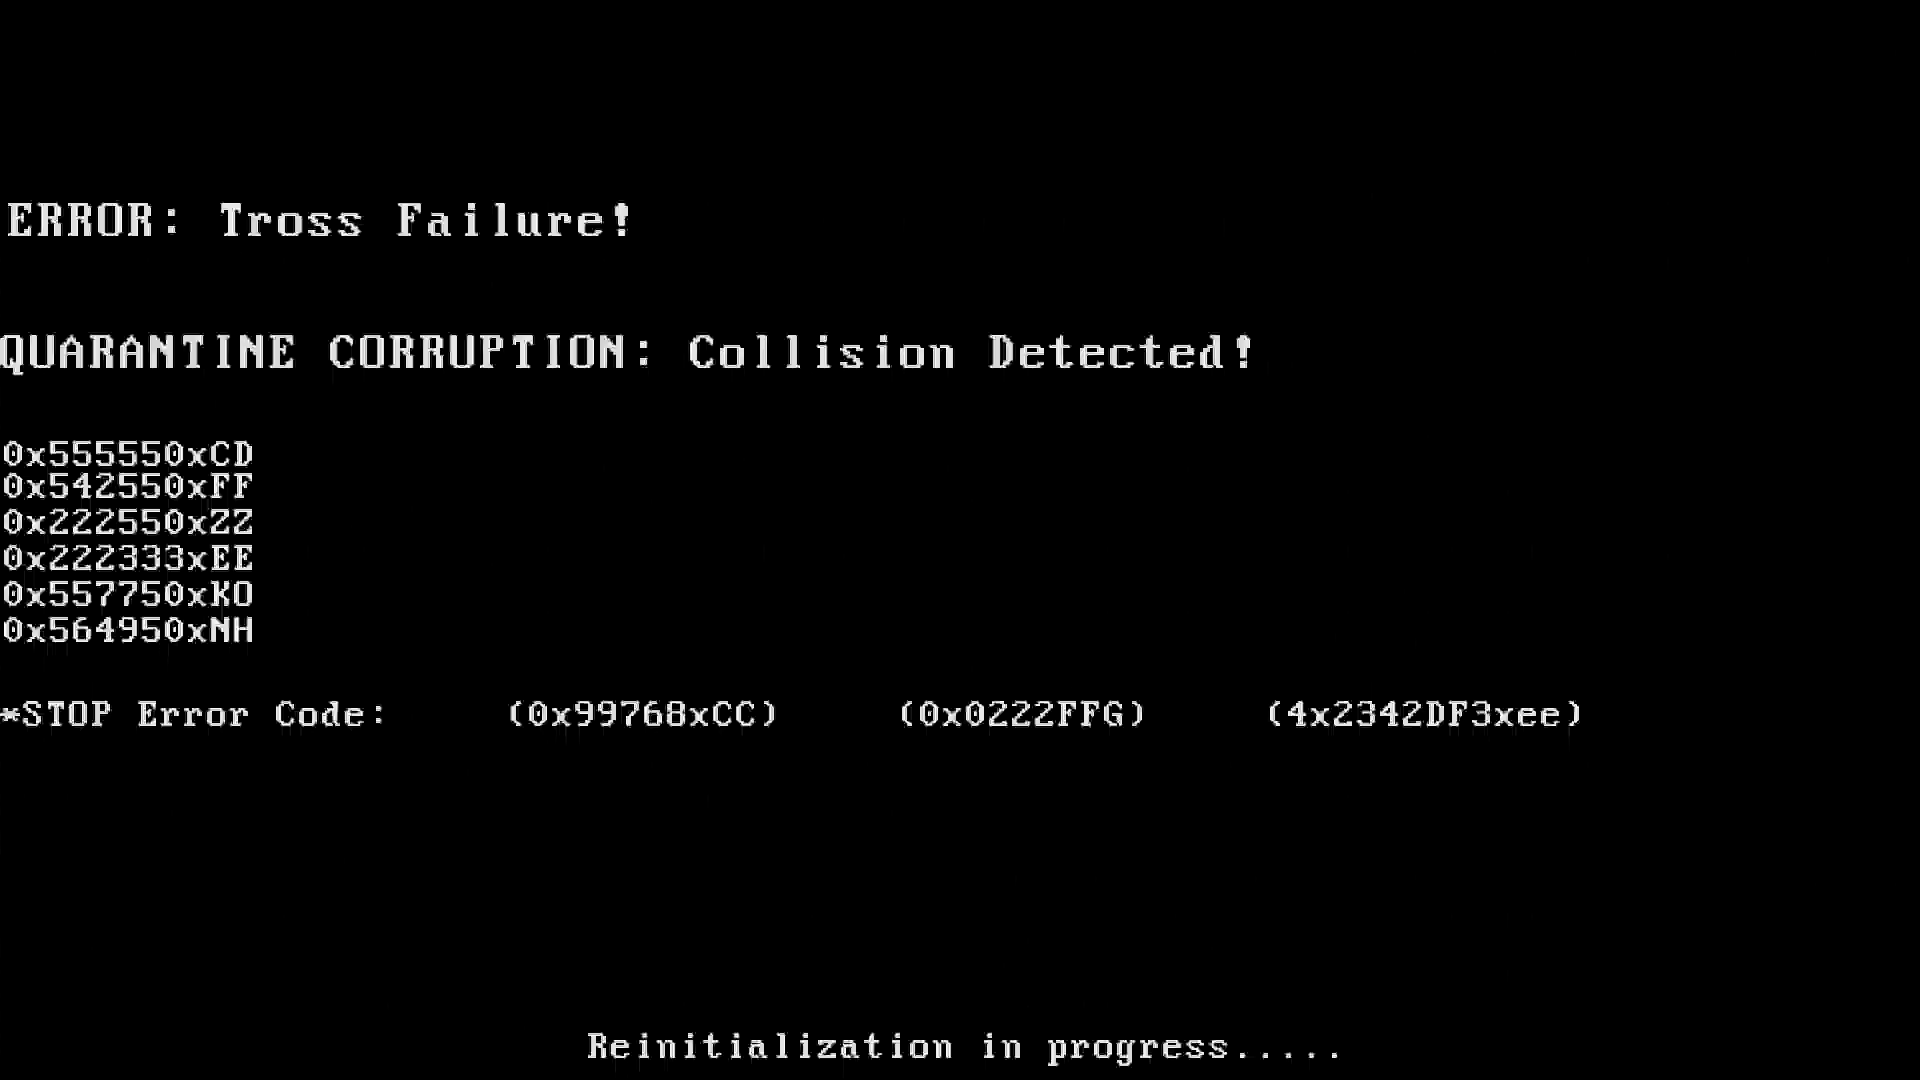 ERROR: Tross Failure!
QUARANTINE CORRUPTION: Collision Detected!
0x555550xCD
0x542550xFF
0x222550xZZ
0x222333xEE
0x557750xKO
0x564950xNH
*STOP Error Code: (0x99768xCC) (0x0222FFG) (4x2342DF3xee)
Reinitialization in progress.....